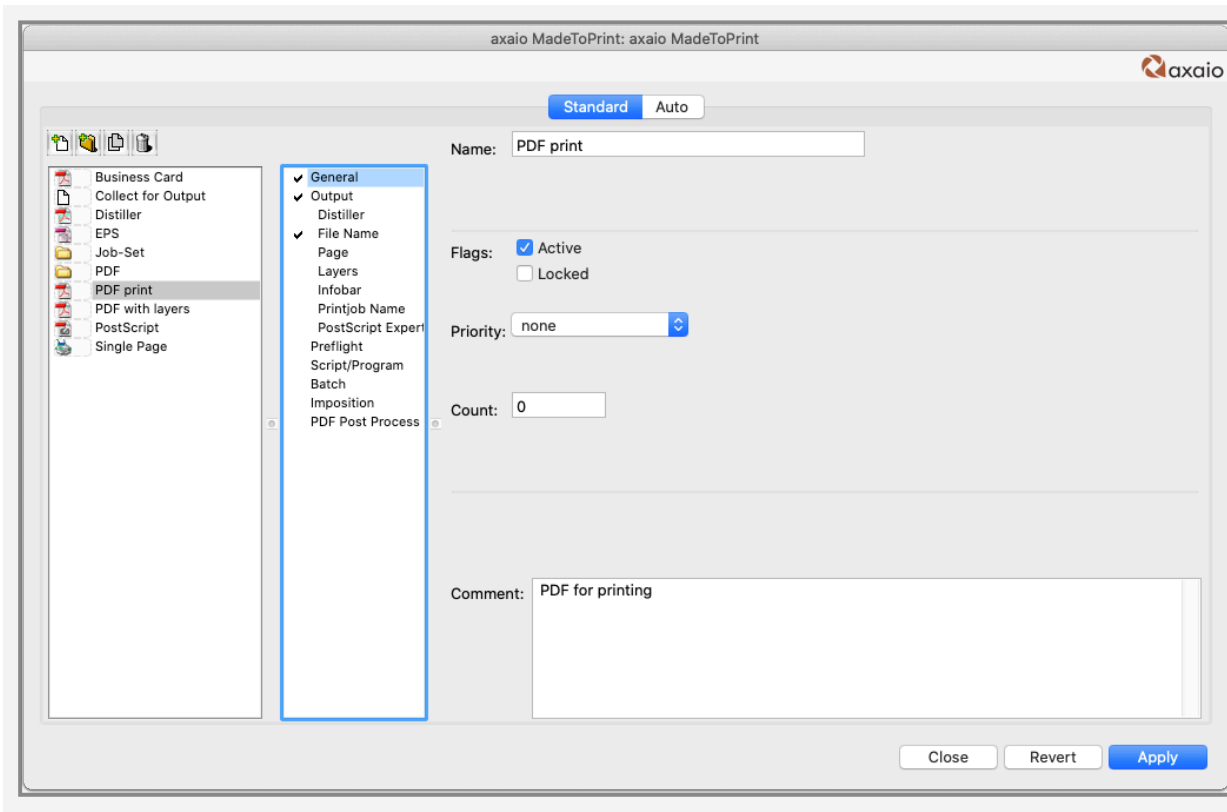 axaio MadeToPrint: axaio MadeToPrint
axaio
Standard Auto
Name: PDF print
Business Card
Collect for Output
Distiller
EPS
Job-Set
PDF
PDF print
PDF with layers
PostScript
Single Page
General
Output
Distiller
File Name
Page
Layers
Infobar
Printjob Name
PostScript Expert
Preflight
Script/Program
Batch
Imposition
PDF Post Process
Flags: Active
Locked
Priority: none
Count: 0
Comment: PDF for printing
Close Revert Apply